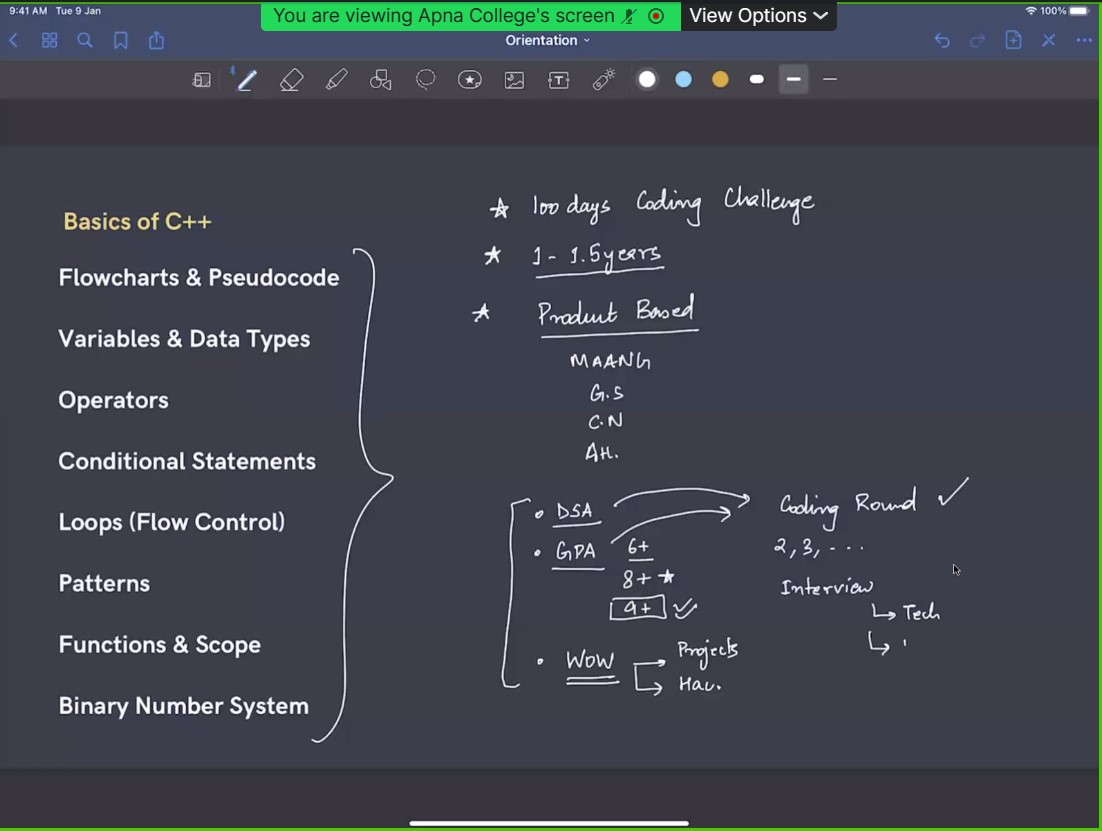 9:41 AM Tue 9 Jan
You are viewing Apna College's screen
View Options
100%
Orientation
T
Basics of C++
Flowcharts & Pseudocode
Variables & Data Types
Operators
Conditional Statements
Loops (Flow Control)
Patterns
Functions & Scope
Binary Number System
100 days Coding Challenge
1 - 1.5 years
Product Based
MAANG
G.S
C.N
AH.
DSA
GPA 6+
8+
9+
WOW
Projects
Hac.
Coding Round
2, 3, ...
Interview
Tech